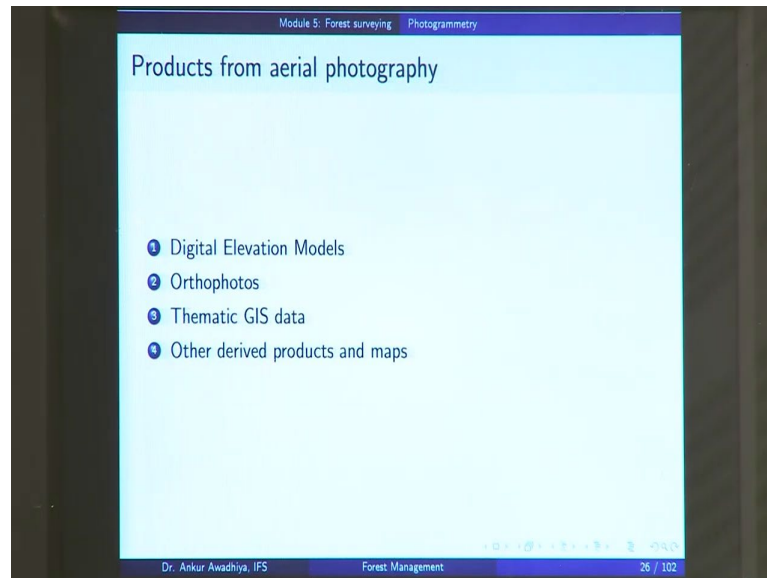 Module 5: Forest surveying Photogrammetry
Products from aerial photography
1 Digital Elevation Models
2 Orthophotos
3 Thematic GIS data
4 Other derived products and maps
Dr. Ankur Awadhiya, IFS Forest Management 26 / 102